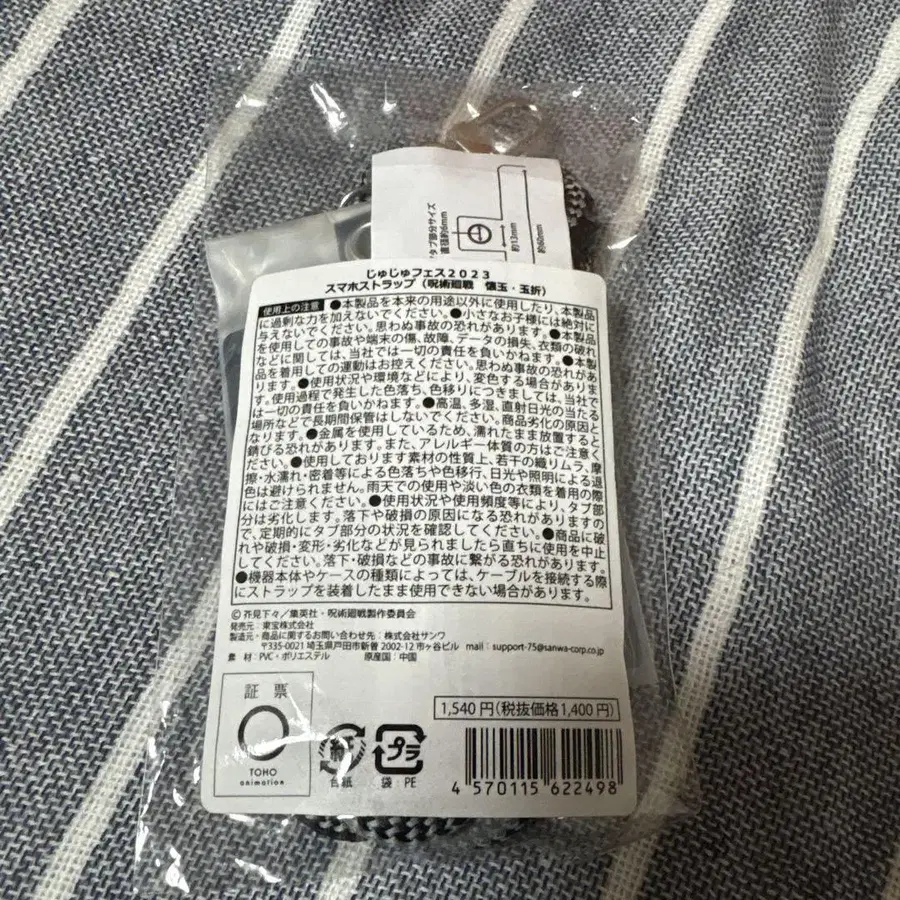 タブ部分サイズ
直径約6mm
約13mm
約60mm
じゅじゅフェス2023
スマホストラップ（呪術廻戦　懐玉・玉折）
使用上の注意 ●本製品を本来の用途以外に使用したり、本製品
に過剰な力を加えないでください。●小さなお子様には絶対に
与えないでください。思わぬ事故の恐れがあります。●本製品
を使用しての事故や端末の傷、故障、データの損失、衣類の破れ
などに関しては、当社では一切の責任を負いかねます。●本製
品を着用しての運動はお控えください。思わぬ事故の恐れがあ
ります。●使用状況や環境などにより、変色する場合がありま
す。使用過程で発生した色落ち、色移りにつきましては、当社で
は一切の責任を負いかねます。●高温、多湿、直射日光の当たる
場所などで長期間保管はしないでください。商品劣化の原因と
なります。●金属を使用しているため、濡れたまま放置すると
錆びる恐れがあります。また、アレルギー体質の方はご注意く
ださい。●使用しております素材の性質上、若干の織りムラ、摩
擦・水濡れ・密着等による色落ちや色移行、日光や照明による退
色は避けられません。雨天での使用や淡い色の衣類を着用の際
にはご注意ください。●使用状況や使用頻度等により、タブ部
分は劣化します。落下や破損の原因になる恐れがありますの
で、定期的にタブ部分の状況を確認してください。●商品に破
れや破損・変形・劣化などが見られましたら直ちに使用を中止
してください。落下・破損などの事故に繋がる恐れがあります。
●機器本体やケースの種類によっては、ケーブルを接続する際
にストラップを装着したまま使用できない場合があります。
© 芥見下々／集英社・呪術廻戦製作委員会
発売元：東宝株式会社
製造元・商品に関するお問い合わせ先：株式会社サンワ
〒335-0021 埼玉県戸田市新曽 2002-12 市ヶ谷ビル　mail：support-75@sanwa-corp.co.jp
素　材：PVC・ポリエステル　　原産国：中国
証 票
TOHO
animation
紙
台紙
プラ
袋：PE
1,540円（税抜価格1,400円）
4 570115 622498